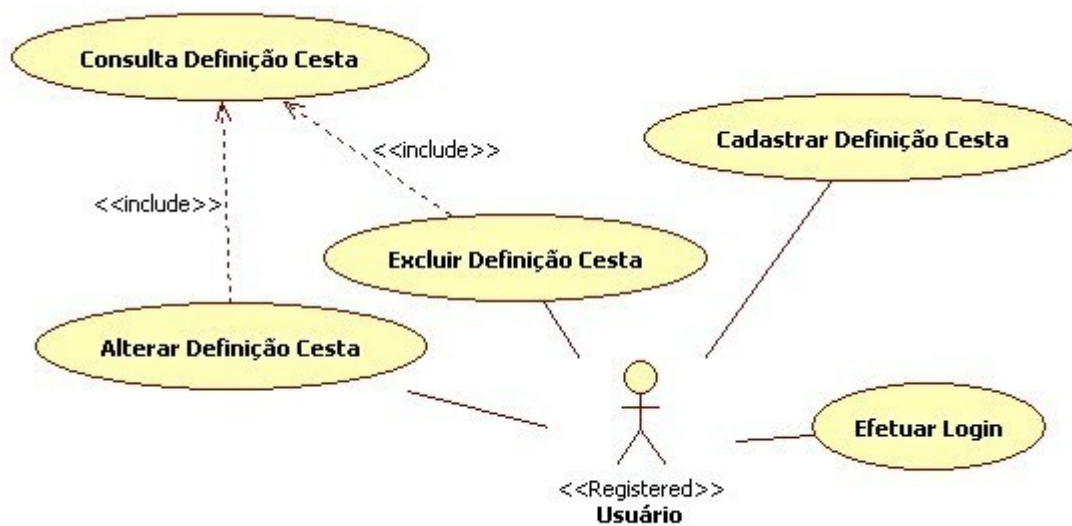 Consulta Definição Cesta
Cadastrar Definição Cesta
<<include>>
<<include>>
Excluir Definição Cesta
Alterar Definição Cesta
Efetuar Login
<<Registered>>
Usuário